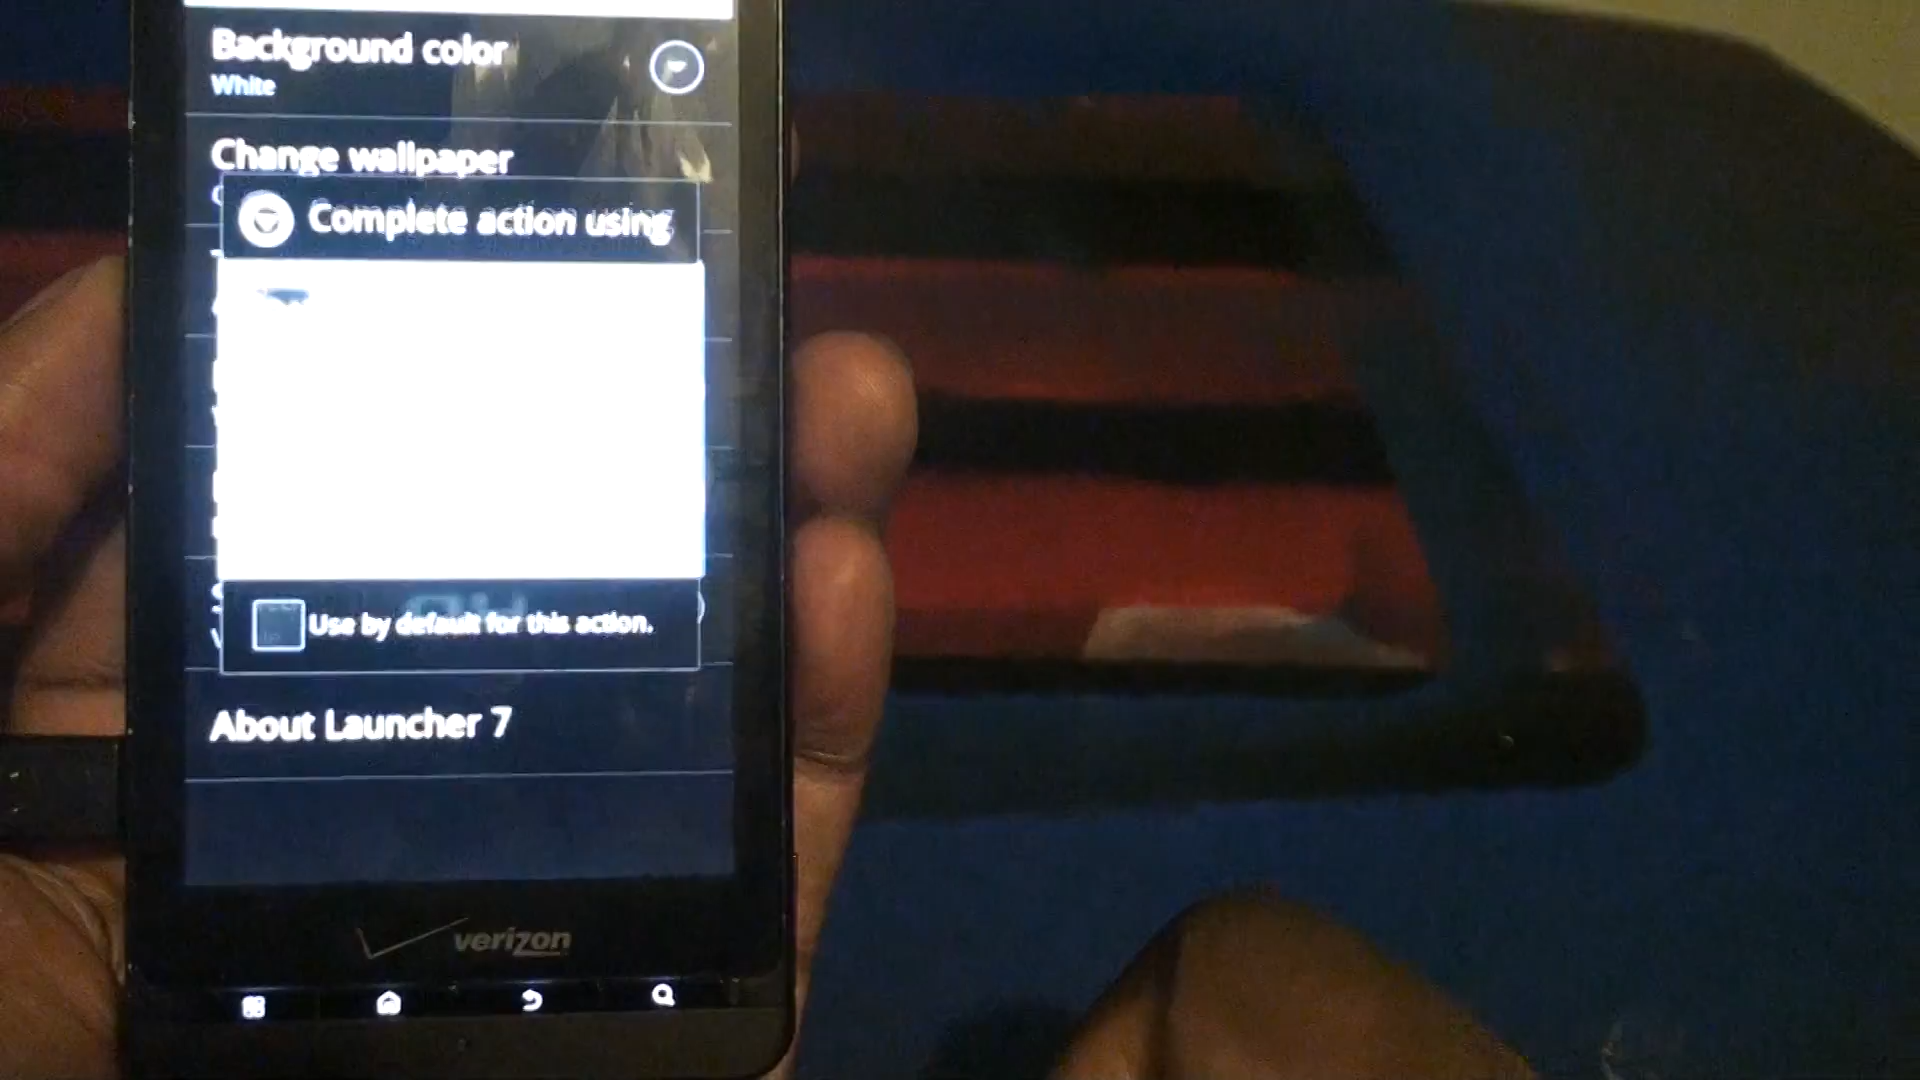 Background color
White
Change wallpaper
Complete action using
Use by default for this action.
About Launcher 7
verizon